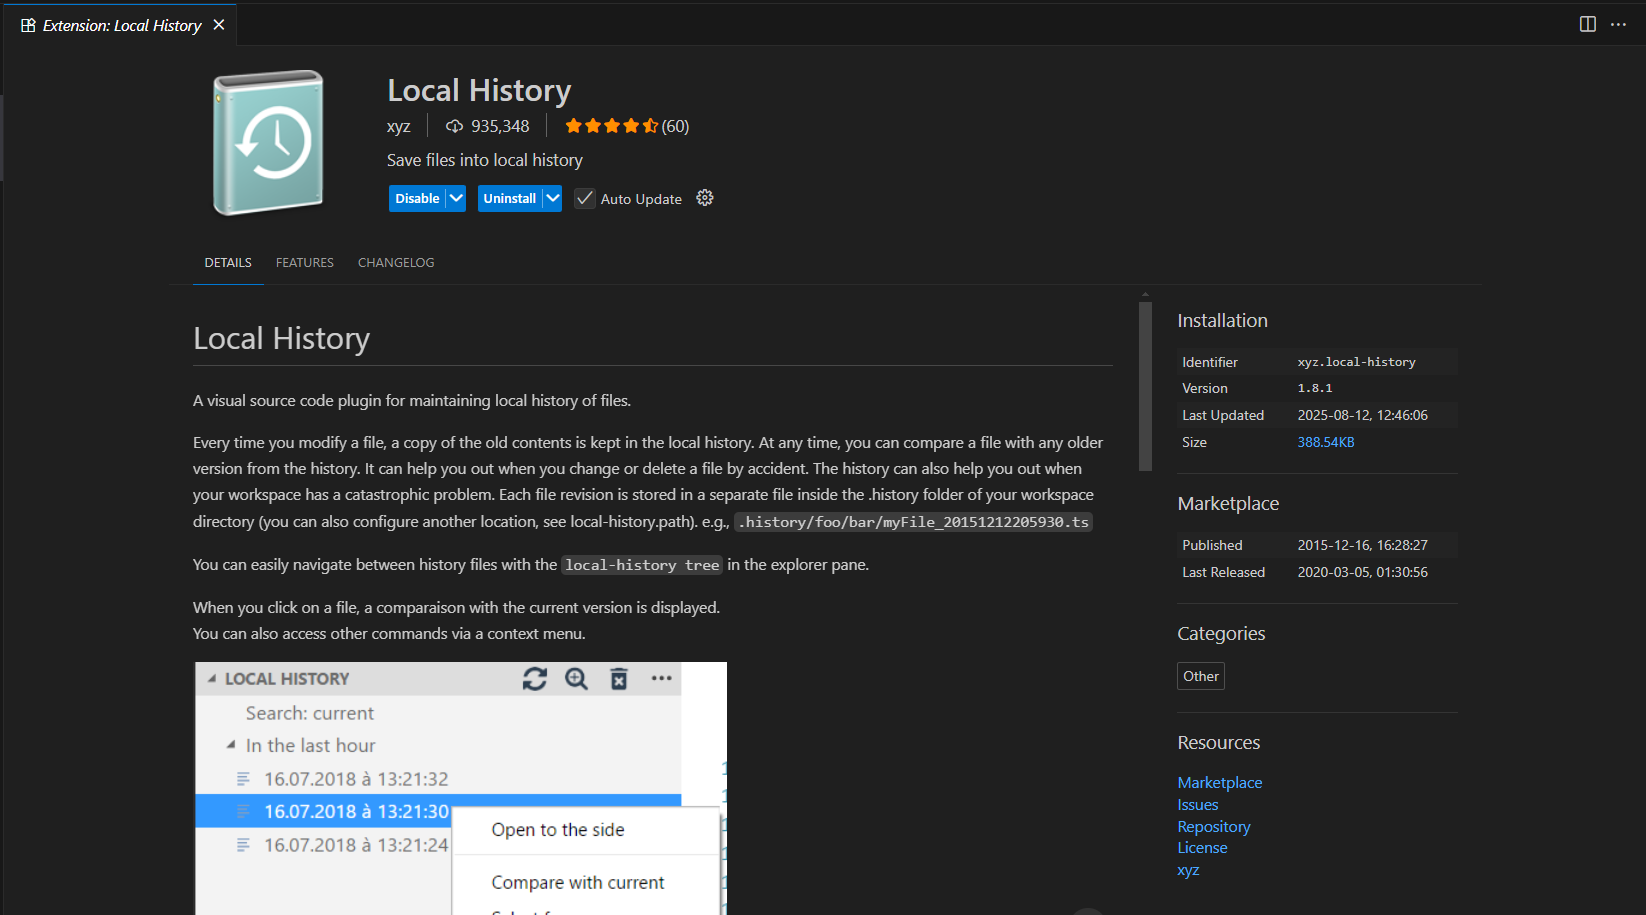 Extension: Local History
Local History
xyz
935,348
(60)
Save files into local history
Disable
Uninstall
Auto Update
DETAILS
FEATURES
CHANGELOG
Local History
A visual source code plugin for maintaining local history of files.
Every time you modify a file, a copy of the old contents is kept in the local history. At any time, you can compare a file with any older
version from the history. It can help you out when you change or delete a file by accident. The history can also help you out when
your workspace has a catastrophic problem. Each file revision is stored in a separate file inside the .history folder of your workspace
directory (you can also configure another location, see local-history.path). e.g., .history/foo/bar/myFile_20151212205930.ts
You can easily navigate between history files with the local-history tree in the explorer pane.
When you click on a file, a comparaison with the current version is displayed.
You can also access other commands via a context menu.
LOCAL HISTORY
Search: current
In the last hour
16.07.2018 à 13:21:32
16.07.2018 à 13:21:30
16.07.2018 à 13:21:24
Open to the side
Compare with current
Installation
Identifier xyz.local-history
Version 1.8.1
Last Updated 2025-08-12, 12:46:06
Size 388.54KB
Marketplace
Published 2015-12-16, 16:28:27
Last Released 2020-03-05, 01:30:56
Categories
Other
Resources
Marketplace
Issues
Repository
License
xyz